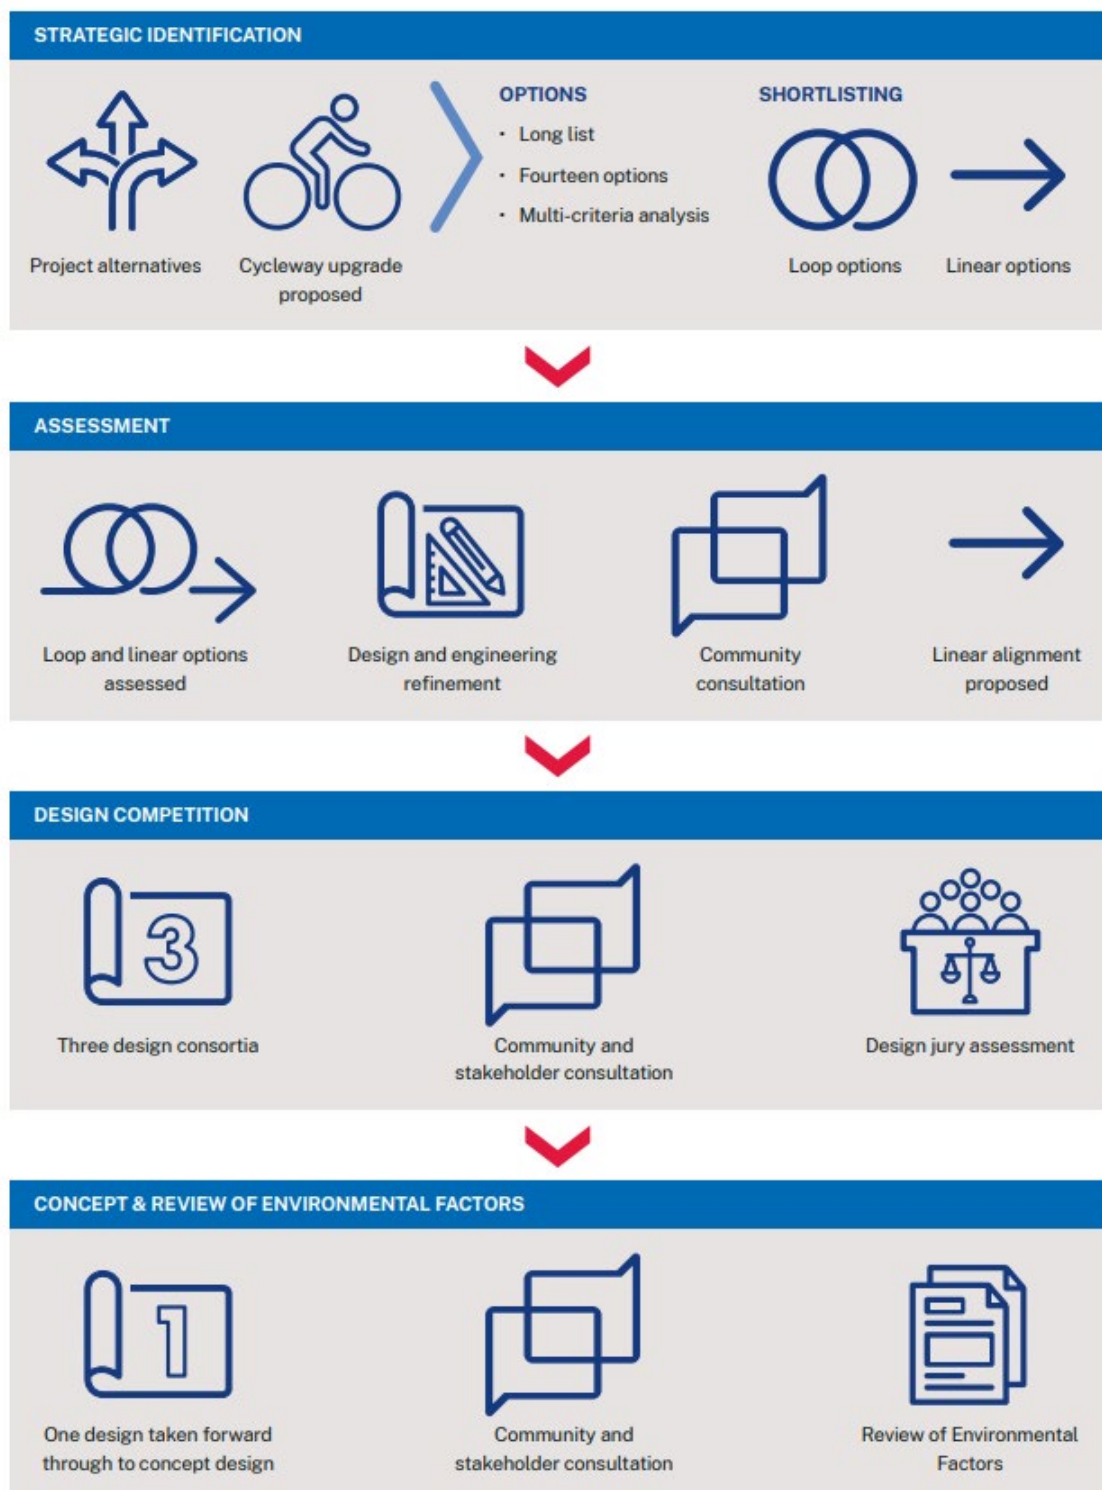 STRATEGIC IDENTIFICATION
Project alternatives
Cycleway upgrade
proposed
OPTIONS
• Long list
• Fourteen options
• Multi-criteria analysis
SHORTLISTING
Loop options
Linear options
ASSESSMENT
Loop and linear options
assessed
Design and engineering
refinement
Community
consultation
Linear alignment
proposed
DESIGN COMPETITION
3
Three design consortia
Community and
stakeholder consultation
Design jury assessment
CONCEPT & REVIEW OF ENVIRONMENTAL FACTORS
1
One design taken forward
through to concept design
Community and
stakeholder consultation
Review of Environmental
Factors